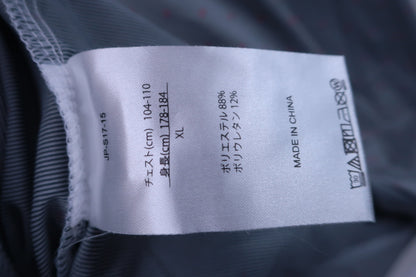 JP-S17-15
チェスト(cm) 104-110
身長(cm) 178-184
XL
ポリエステル 88%
ポリウレタン 12%
MADE IN CHINA